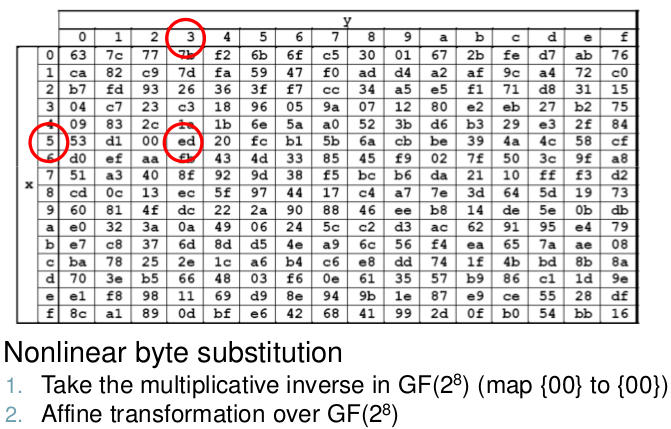 y
0 1 2 3 4 5 6 7 8 9 a b c d e f
0 63 7c 77 7b f2 6b 6f c5 30 01 67 2b fe d7 ab 76
1 ca 82 c9 7d fa 59 47 f0 ad d4 a2 af 9c a4 72 c0
2 b7 fd 93 26 36 3f f7 cc 34 a5 e5 f1 71 d8 31 15
3 04 c7 23 c3 18 96 05 9a 07 12 80 e2 eb 27 b2 75
4 09 83 2c 1a 1b 6e 5a a0 52 3b d6 b3 29 e3 2f 84
5 53 d1 00 ed 20 fc b1 5b 6a cb be 39 4a 4c 58 cf
6 d0 ef aa fb 43 4d 33 85 45 f9 02 7f 50 3c 9f a8
x 7 51 a3 40 8f 92 9d 38 f5 bc b6 da 21 10 ff f3 d2
8 cd 0c 13 ec 5f 97 44 17 c4 a7 7e 3d 64 5d 19 73
9 60 81 4f dc 22 2a 90 88 46 ee b8 14 de 5e 0b db
a e0 32 3a 0a 49 06 24 5c c2 d3 ac 62 91 95 e4 79
b e7 c8 37 6d 8d d5 4e a9 6c 56 f4 ea 65 7a ae 08
c ba 78 25 2e 1c a6 b4 c6 e8 dd 74 1f 4b bd 8b 8a
d 70 3e b5 66 48 03 f6 0e 61 35 57 b9 86 c1 1d 9e
e e1 f8 98 11 69 d9 8e 94 9b 1e 87 e9 ce 55 28 df
f 8c a1 89 0d bf e6 42 68 41 99 2d 0f b0 54 bb 16
Nonlinear byte substitution
1. Take the multiplicative inverse in GF(2⁸) (map {00} to {00})
2. Affine transformation over GF(2⁸)